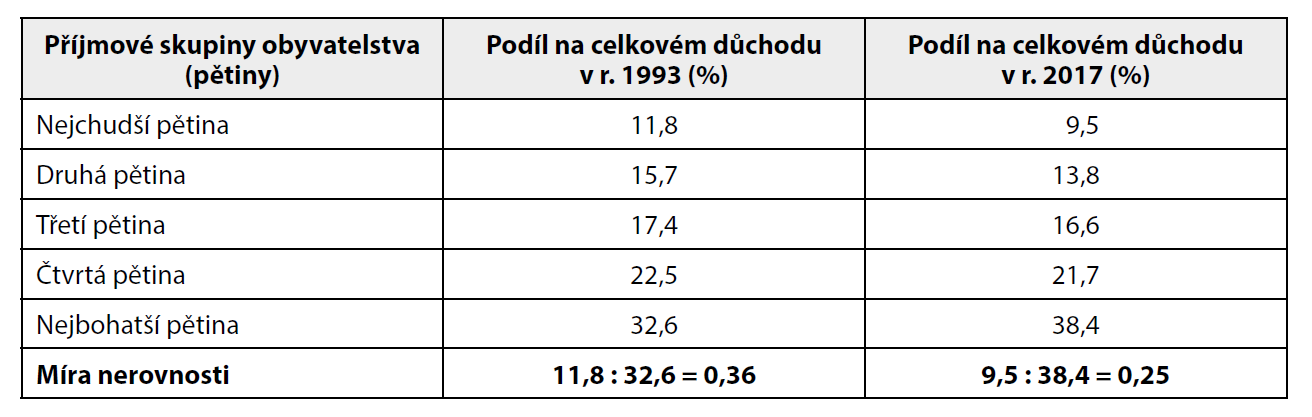 Příjmové skupiny obyvatelstva (pětiny) Podíl na celkovém důchodu v r. 1993 (%) Podíl na celkovém důchodu v r. 2017 (%)
Nejchudší pětina 11,8 9,5
Druhá pětina 15,7 13,8
Třetí pětina 17,4 16,6
Čtvrtá pětina 22,5 21,7
Nejbohatší pětina 32,6 38,4
Míra nerovnosti 11,8 : 32,6 = 0,36 9,5 : 38,4 = 0,25